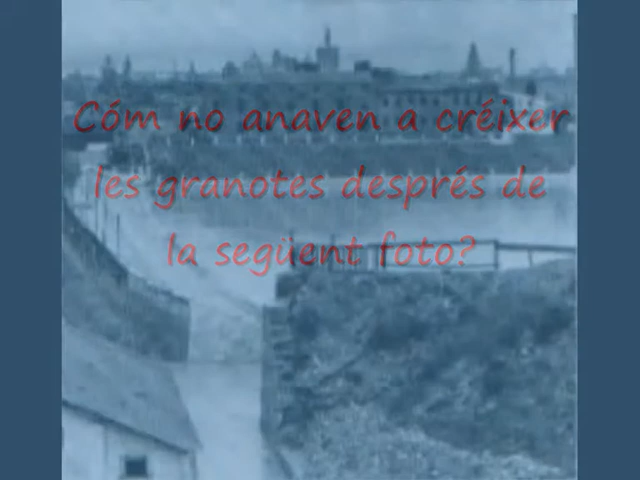 Cóm no anaven a créixer
les granotes després de
la següent foto?